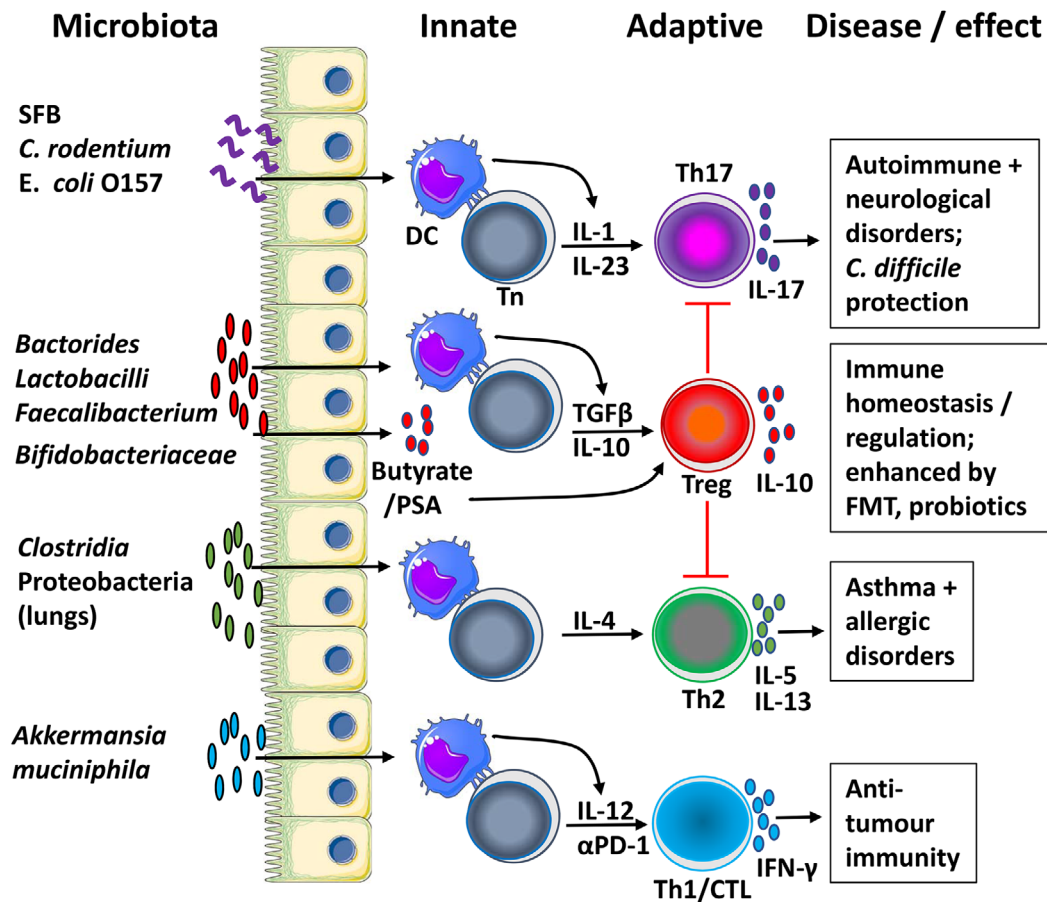 Microbiota
Innate
Adaptive
Disease / effect
SFB
C. rodentium
E. coli O157
DC
Tn
IL-1
IL-23
Th17
IL-17
Autoimmune +
neurological
disorders;
C. difficile
protection
Bactorides
Lactobacilli
Faecalibacterium
Bifidobacteriaceae
Butyrate
/PSA
TGFβ
IL-10
Treg
IL-10
Immune
homeostasis /
regulation;
enhanced by
FMT, probiotics
Clostridia
Proteobacteria
(lungs)
IL-4
Th2
IL-5
IL-13
Asthma +
allergic
disorders
Akkermansia
muciniphila
IL-12
αPD-1
Th1/CTL
IFN-γ
Anti-
tumour
immunity